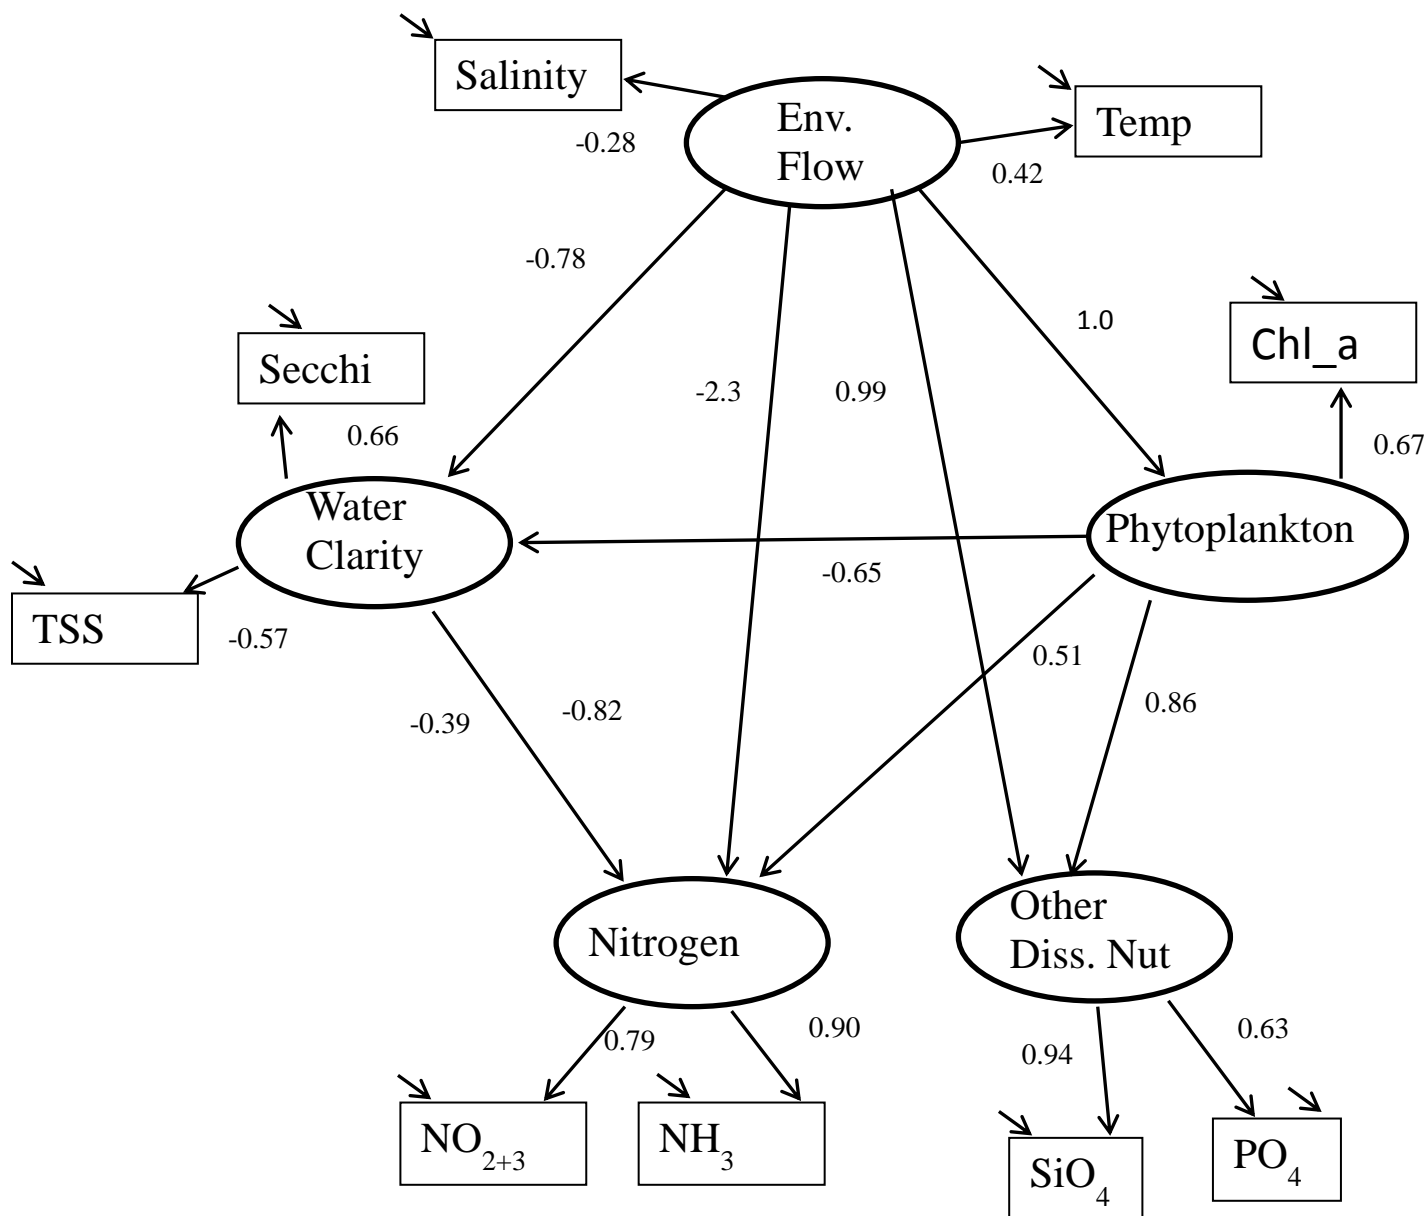 Salinity
Env.
Flow
Temp
-0.28
0.42
-0.78
1.0
Chl_a
Secchi
-2.3
0.99
0.66
0.67
Water
Clarity
Phytoplankton
-0.65
TSS
-0.57
0.51
-0.39
-0.82
0.86
Nitrogen
Other
Diss. Nut
0.79
0.90
0.94
0.63
NO2+3
NH3
SiO4
PO4